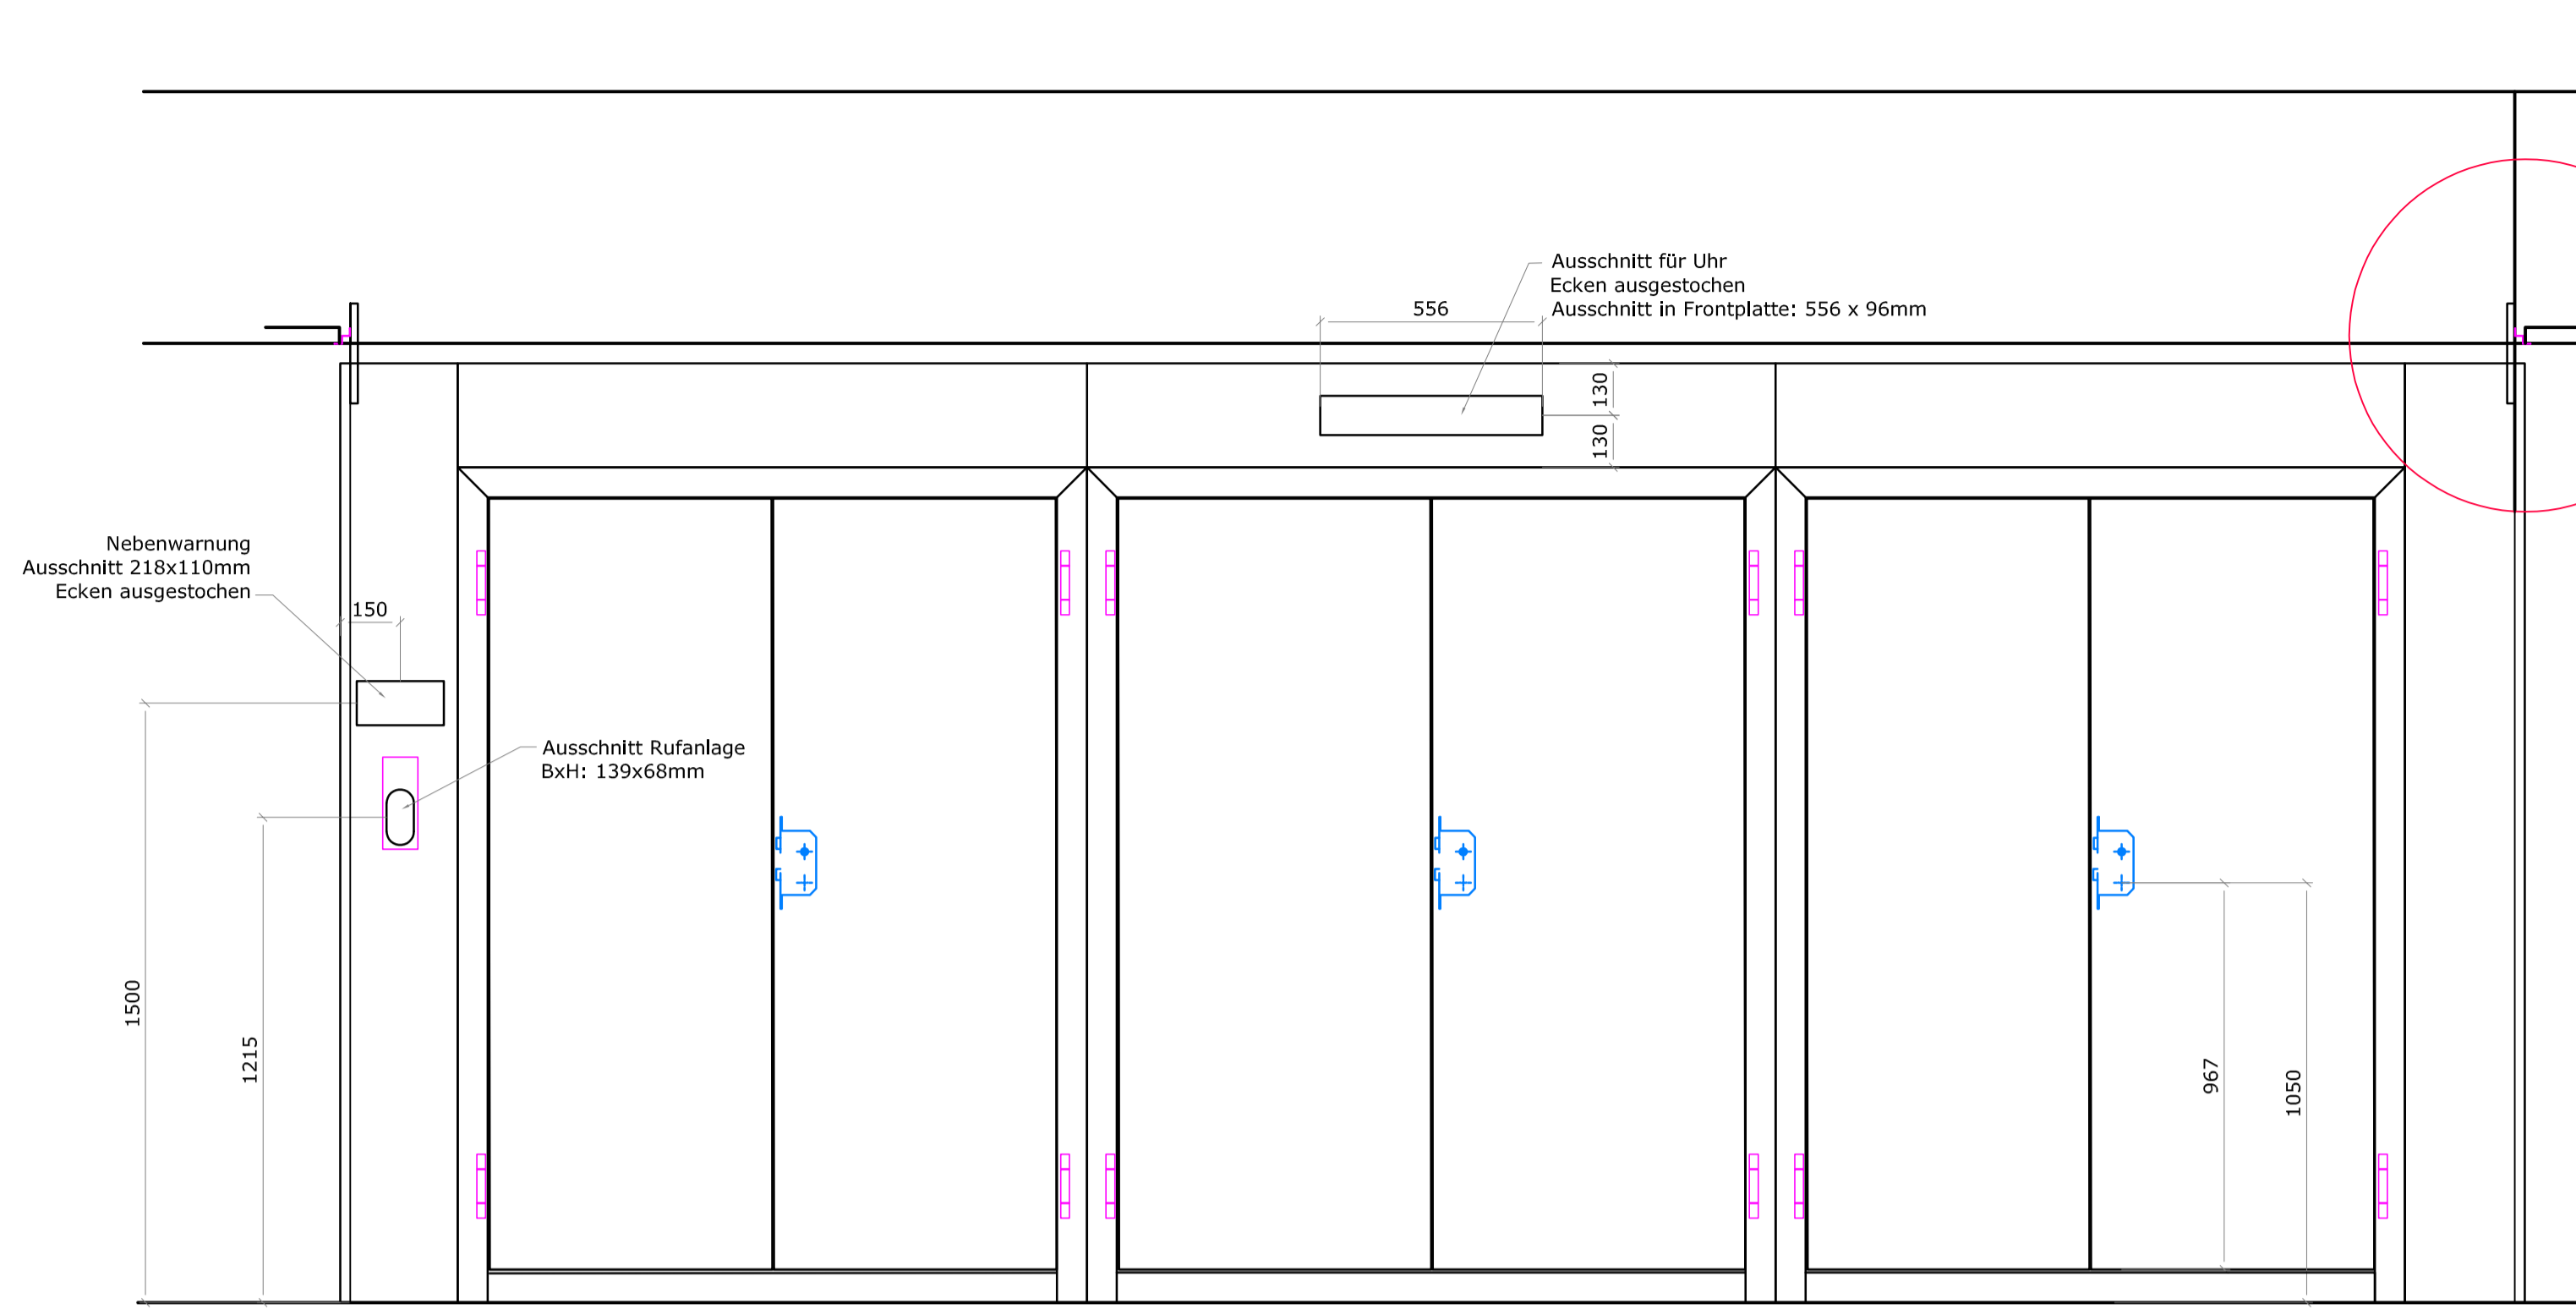 Ausschnitt für Uhr
Ecken ausgestochen
Ausschnitt in Frontplatte: 556 x 96mm
556
130
130
Nebenwarnung
Ausschnitt 218x110mm
Ecken ausgestochen
150
Ausschnitt Rufanlage
BxH: 139x68mm
1500
1215
967
1050